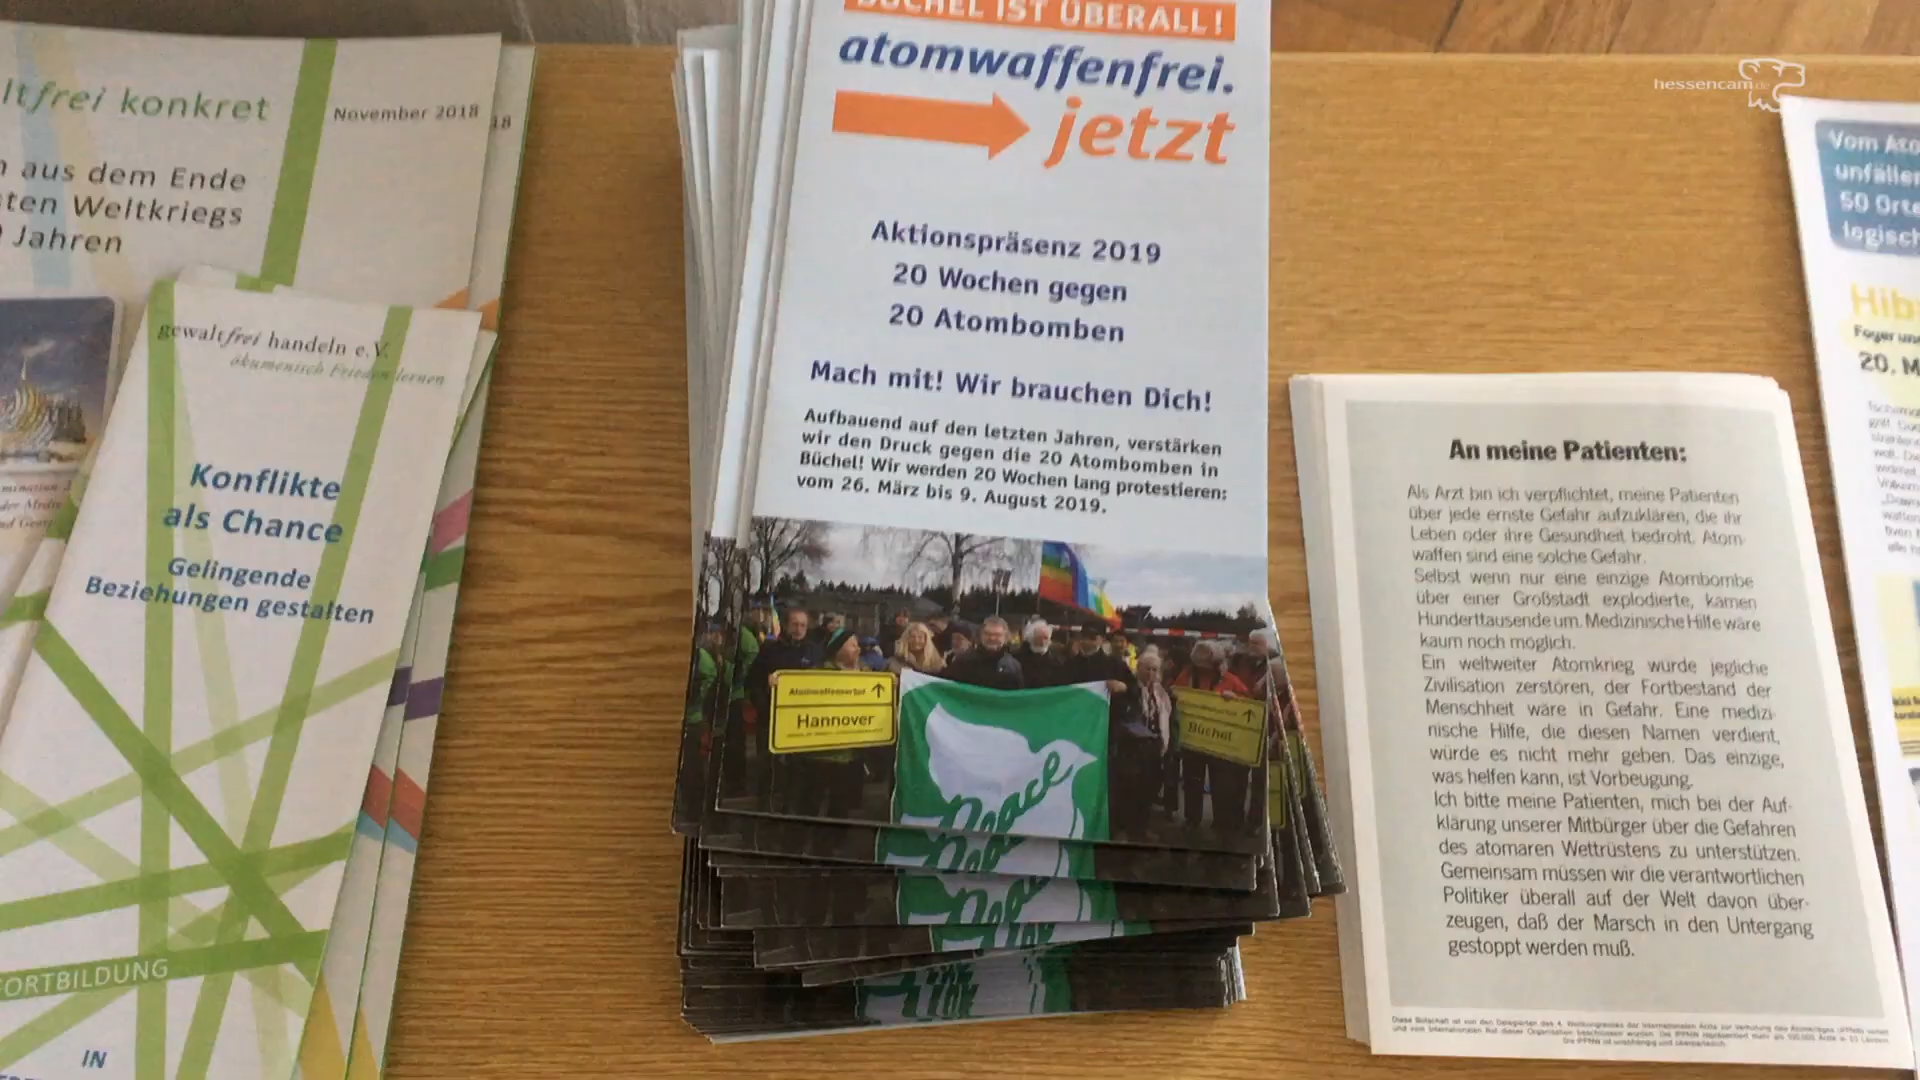 hessencam.de
ltfrei konkret
November 2018
18
aus dem Ende
ten Weltkriegs
Jahren
gewaltfrei handeln e.V.
ökumenisch Frieden lernen
Konflikte
als Chance
Gelingende
Beziehungen gestalten
FORTBILDUNG
IN
BÜCHEL IST ÜBERALL!
atomwaffenfrei.
jetzt
Aktionspräsenz 2019
20 Wochen gegen
20 Atombomben
Mach mit! Wir brauchen Dich!
Aufbauend auf den letzten Jahren, verstärken
wir den Druck gegen die 20 Atombomben in
Büchel! Wir werden 20 Wochen lang protestieren:
vom 26. März bis 9. August 2019.
Hannover
Büchel
Peace
An meine Patienten:
Als Arzt bin ich verpflichtet, meine Patienten
über jede ernste Gefahr aufzuklären, die ihr
Leben oder ihre Gesundheit bedroht. Atom-
waffen sind eine solche Gefahr.
Selbst wenn nur eine einzige Atombombe
über einer Großstadt explodierte, kämen
Hunderttausende um. Medizinische Hilfe wäre
kaum noch möglich.
Ein weltweiter Atomkrieg würde jegliche
Zivilisation zerstören, der Fortbestand der
Menschheit wäre in Gefahr. Eine medizi-
nische Hilfe, die diesen Namen verdient,
würde es nicht mehr geben. Das einzige,
was helfen kann, ist Vorbeugung.
Ich bitte meine Patienten, mich bei der Auf-
klärung unserer Mitbürger über die Gefahren
des atomaren Wettrüstens zu unterstützen.
Gemeinsam müssen wir die verantwortlichen
Politiker überall auf der Welt davon über-
zeugen, daß der Marsch in den Untergang
gestoppt werden muß.
Vom Ato
unfälle
50 Orte
logisch
Hib
Foyer un
20. M